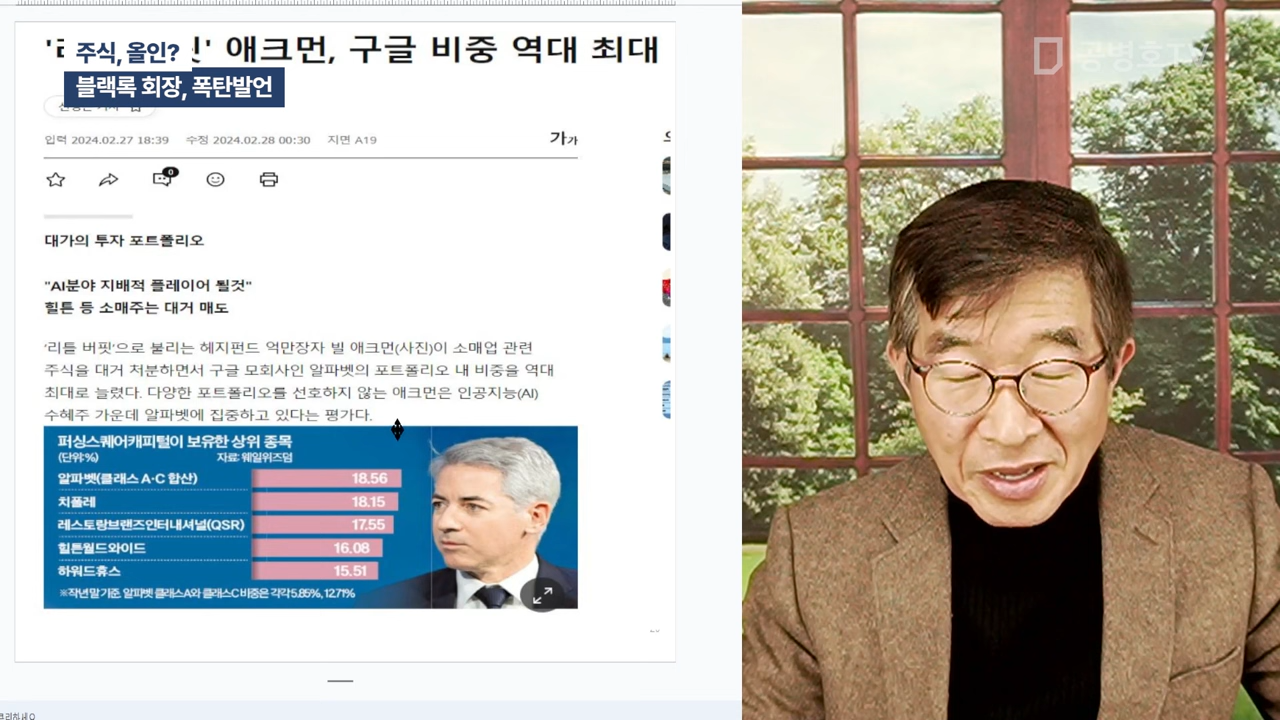 애크먼, 구글 비중 역대 최대
주식, 올인?
블랙록 회장, 폭탄발언
입력 2024.02.27 18:39 수정 2024.02.28 00:30 지면 A19
가가
0
대가의 투자 포트폴리오
"AI분야 지배적 플레이어 될것"
힐튼 등 소매주는 대거 매도
'리틀 버핏'으로 불리는 헤지펀드 억만장자 빌 애크먼(사진)이 소매업 관련
주식을 대거 처분하면서 구글 모회사인 알파벳의 포트폴리오 내 비중을 역대
최대로 늘렸다. 다양한 포트폴리오를 선호하지 않는 애크먼은 인공지능(AI)
수혜주 가운데 알파벳에 집중하고 있다는 평가다.
퍼싱스퀘어캐피털이 보유한 상위 종목
(단위:%) 자료: 웨일위즈덤
알파벳(클래스 A·C 합산) 18.56
치폴레 18.15
레스토랑브랜즈인터내셔널(QSR) 17.55
힐튼월드와이드 16.08
하워드휴스 15.51
※작년 말 기준. 알파벳 클래스A와 클래스C 비중은 각각 5.85%, 12.71%
공병호TV